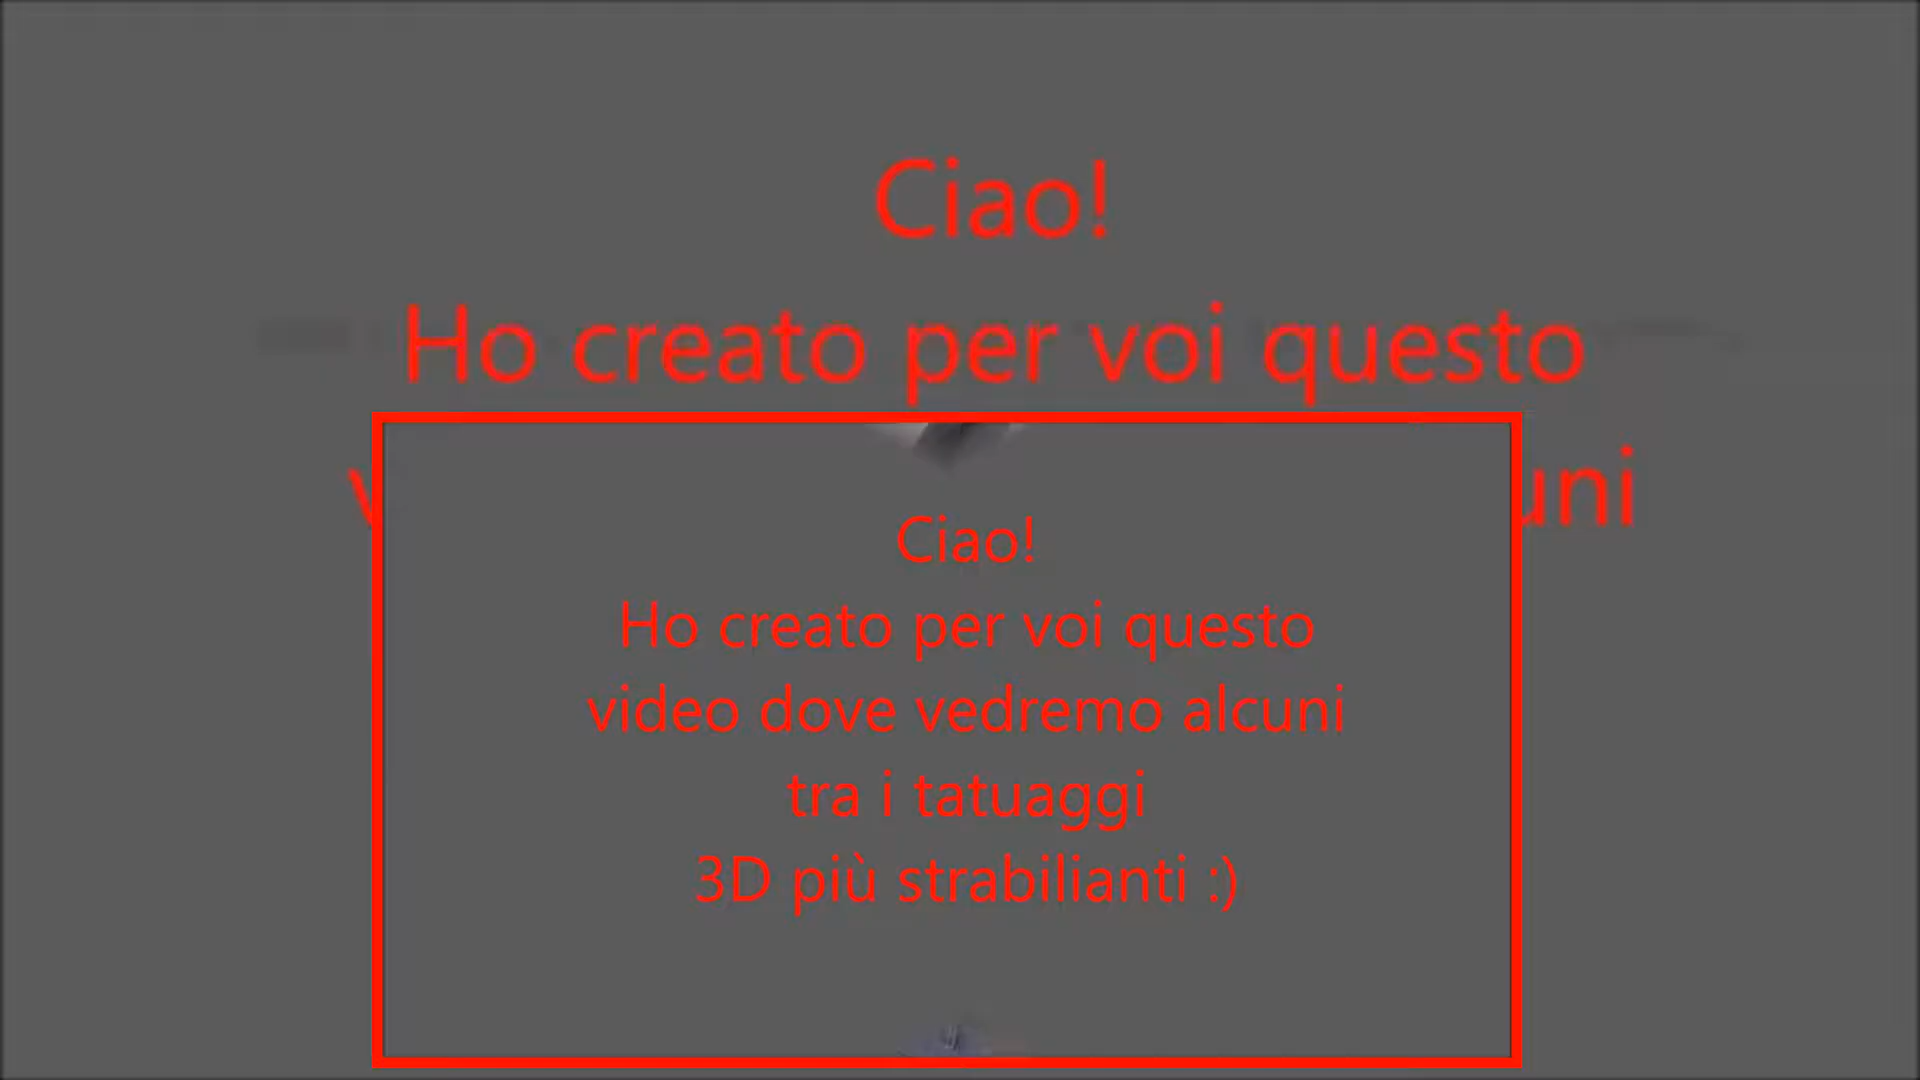 Ciao!
Ho creato per voi questo
uni
Ciao!
Ho creato per voi questo
video dove vedremo alcuni
tra i tatuaggi
3D più strabilianti :)